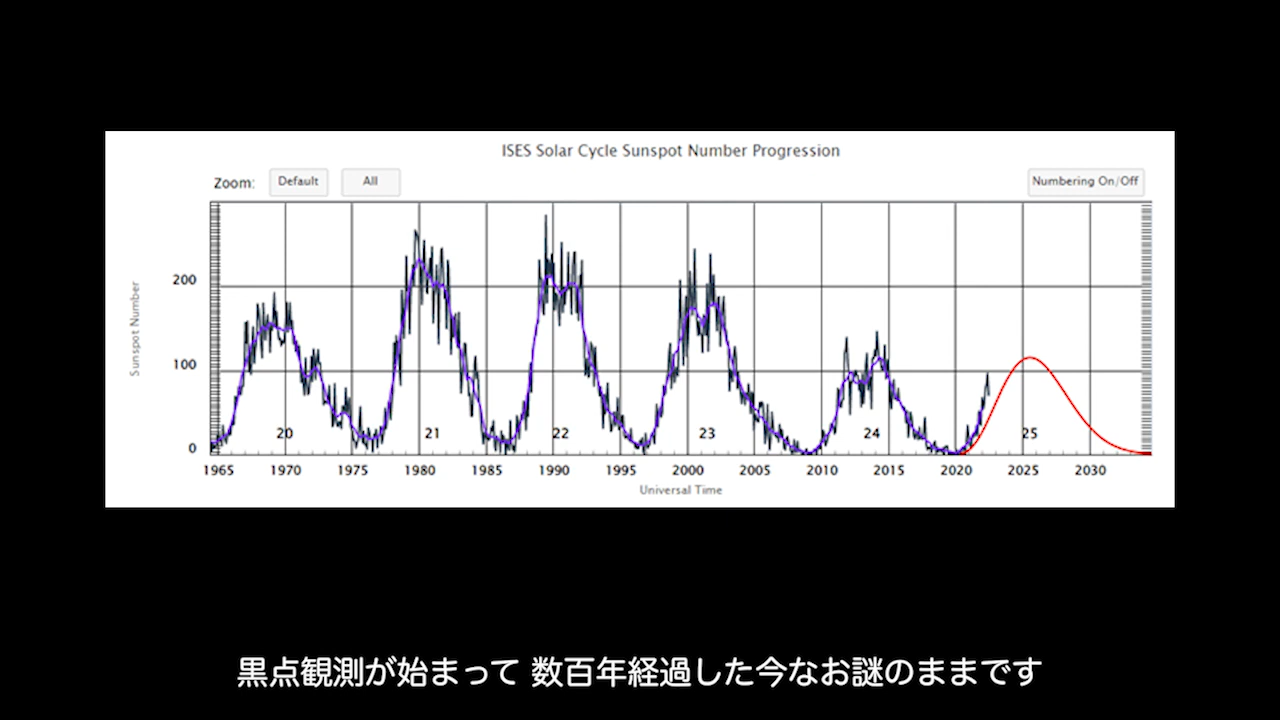 ISES Solar Cycle Sunspot Number Progression
Zoom: Default All Numbering On/Off
200
100
0
Sunspot Number
20 21 22 23 24 25
1965 1970 1975 1980 1985 1990 1995 2000 2005 2010 2015 2020 2025 2030
Universal Time
黒点観測が始まって 数百年経過した今なお謎のままです